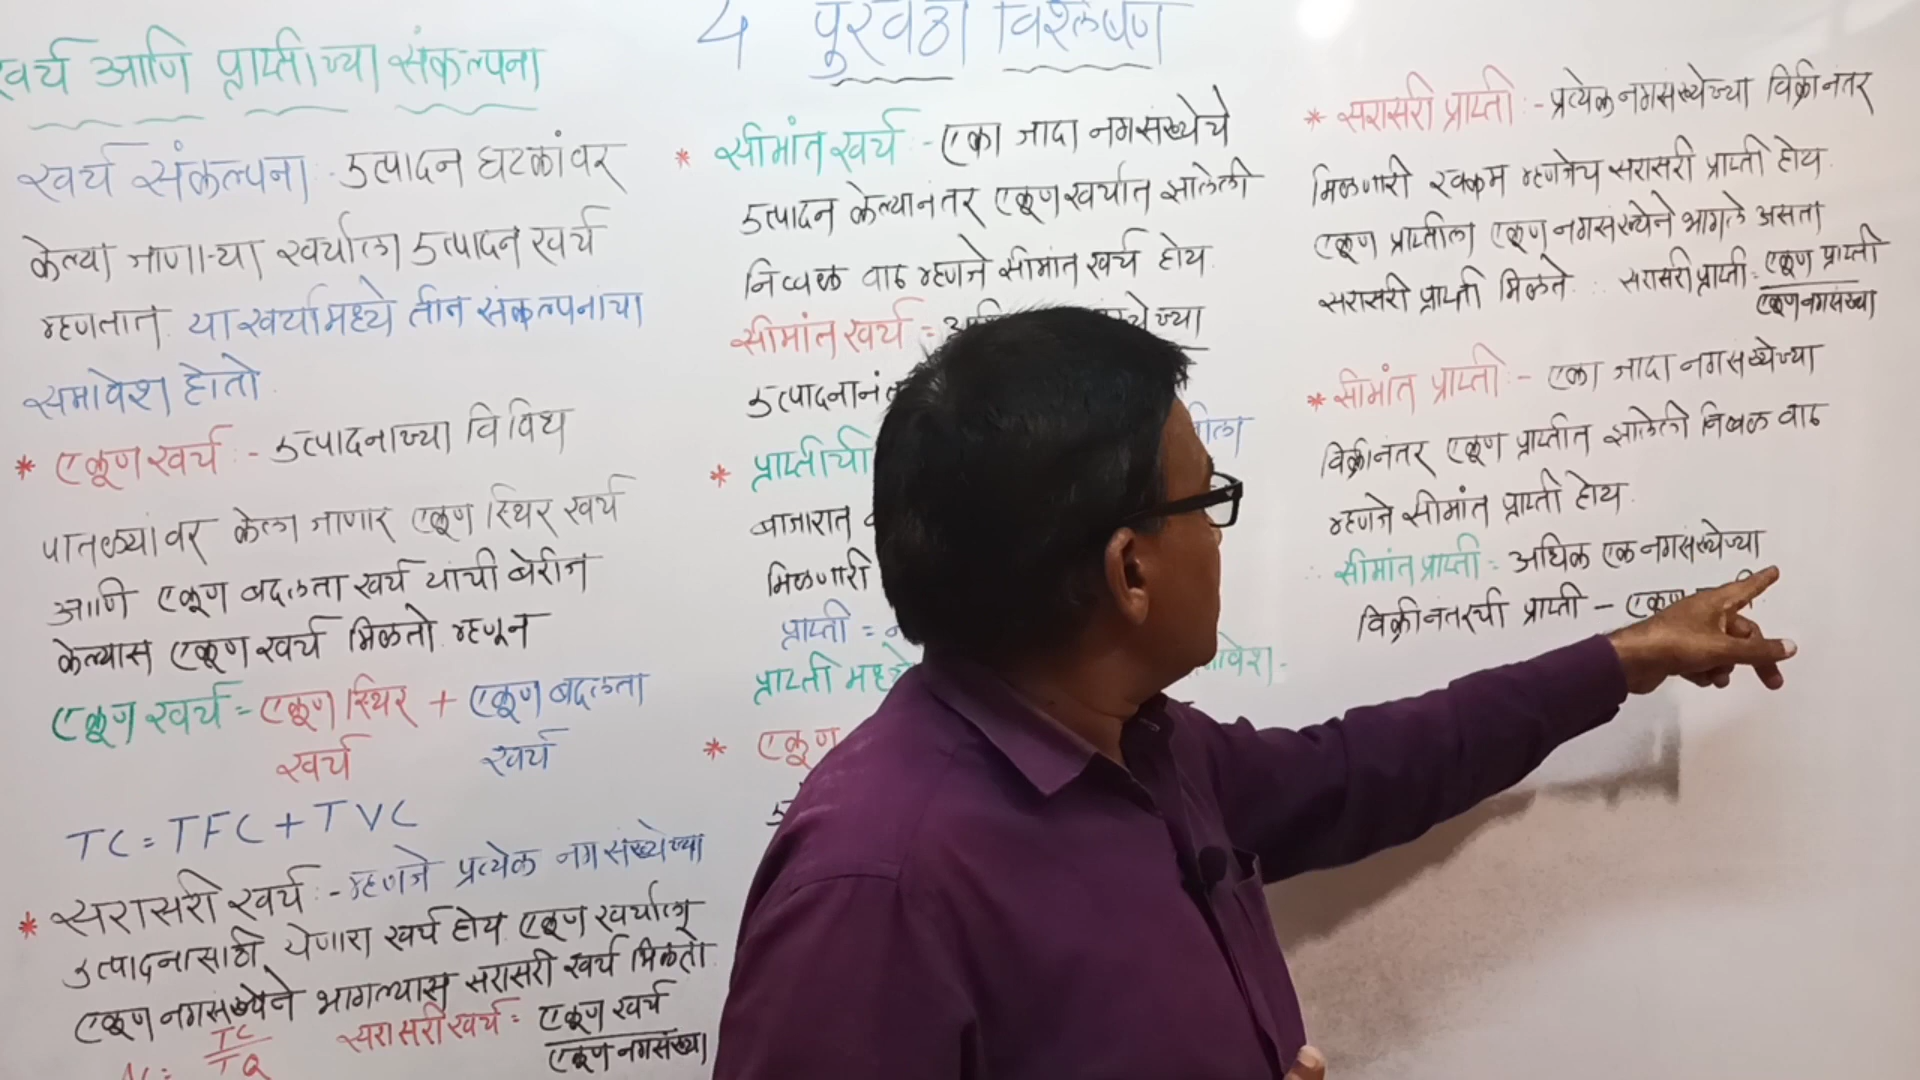 4 पुरवठा विश्लेषण
खर्च आणि प्राप्तीच्या संकल्पना
खर्च संकल्पना :- उत्पादन घटकांवर
केल्या जाणाऱ्या खर्चाला उत्पादन खर्च
म्हणतात. या खर्चामध्ये तीन संकल्पनांचा
समावेश होतो.
* एकूण खर्च :- उत्पादनाच्या विविध
पातळ्यांवर केला जाणार एकूण स्थिर खर्च
आणि एकूण बदलता खर्च यांची बेरीज
केल्यास एकूण खर्च मिळतो. म्हणून
एकूण खर्च = एकूण स्थिर + एकूण बदलता
खर्च खर्च
TC = TFC + TVC
* सरासरी खर्च :- म्हणजे प्रत्येक नगसंख्येच्या
उत्पादनासाठी येणारा खर्च होय. एकूण खर्चाला
एकूण नगसंख्येने भागल्यास सरासरी खर्च मिळतो.
TC सरासरी खर्च = एकूण खर्च
TQ एकूण नगसंख्या
* सीमांत खर्च :- एका जादा नगसंख्येचे
उत्पादन केल्यानंतर एकूण खर्चात झालेली
निव्वळ वाढ म्हणजे सीमांत खर्च होय.
सीमांत खर्च =
* प्राप्तीची
बाजारात
मिळणारी
प्राप्ती =
प्राप्ती
* एकूण
* सरासरी प्राप्ती :- प्रत्येक नगसंख्येच्या विक्रीनंतर
मिळणारी रक्कम म्हणजेच सरासरी प्राप्ती होय.
एकूण प्राप्तीला एकूण नगसंख्येने भागले असता
सरासरी प्राप्ती मिळते. ∴ सरासरी प्राप्ती = एकूण प्राप्ती
एकूण नगसंख्या
* सीमांत प्राप्ती :- एका जादा नगसंख्येच्या
विक्रीनंतर एकूण प्राप्तीत झालेली निव्वळ वाढ
म्हणजे सीमांत प्राप्ती होय.
∴ सीमांत प्राप्ती = अधिक एक नगसंख्येच्या
विक्रीनंतरची प्राप्ती - एकूण